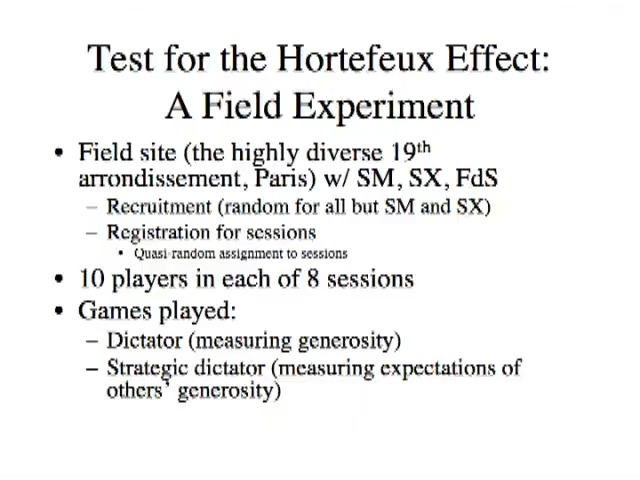 Test for the Hortefeux Effect:
A Field Experiment
• Field site (the highly diverse 19th
arrondissement, Paris) w/ SM, SX, FdS
– Recruitment (random for all but SM and SX)
– Registration for sessions
• Quasi-random assignment to sessions
• 10 players in each of 8 sessions
• Games played:
– Dictator (measuring generosity)
– Strategic dictator (measuring expectations of
others' generosity)